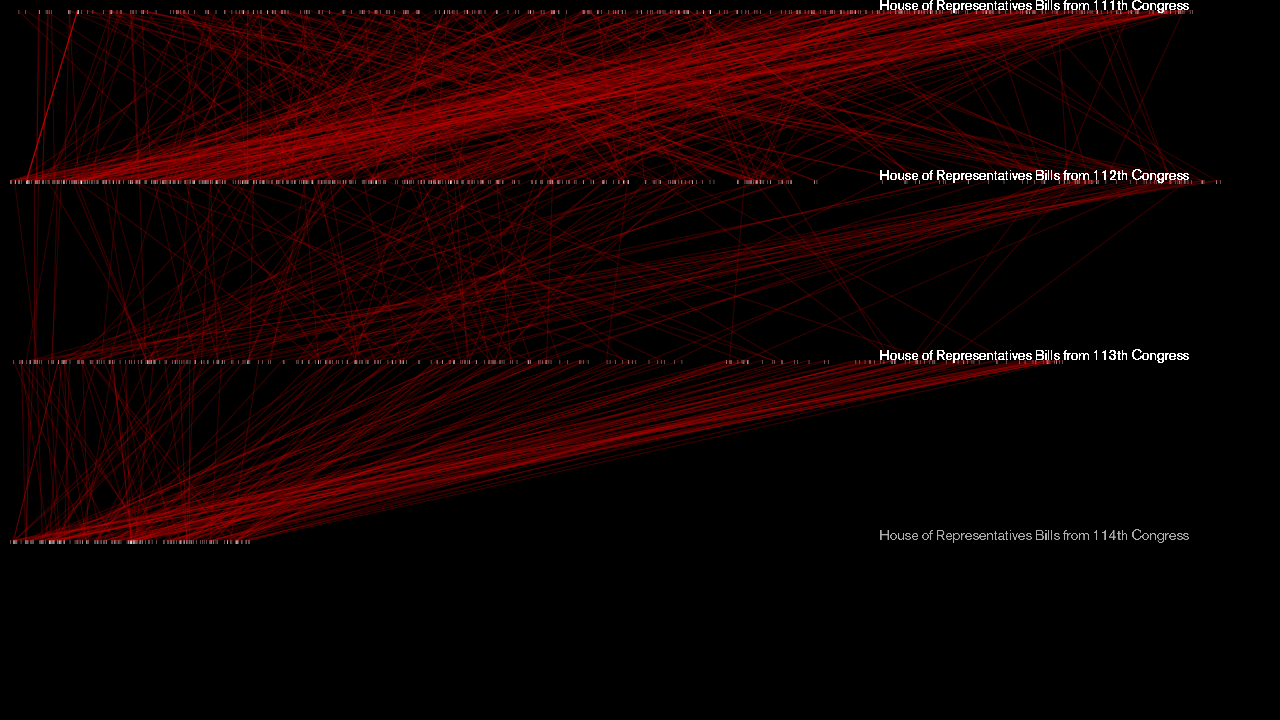 House of Representatives Bills from 111th Congress
House of Representatives Bills from 112th Congress
House of Representatives Bills from 113th Congress
House of Representatives Bills from 114th Congress